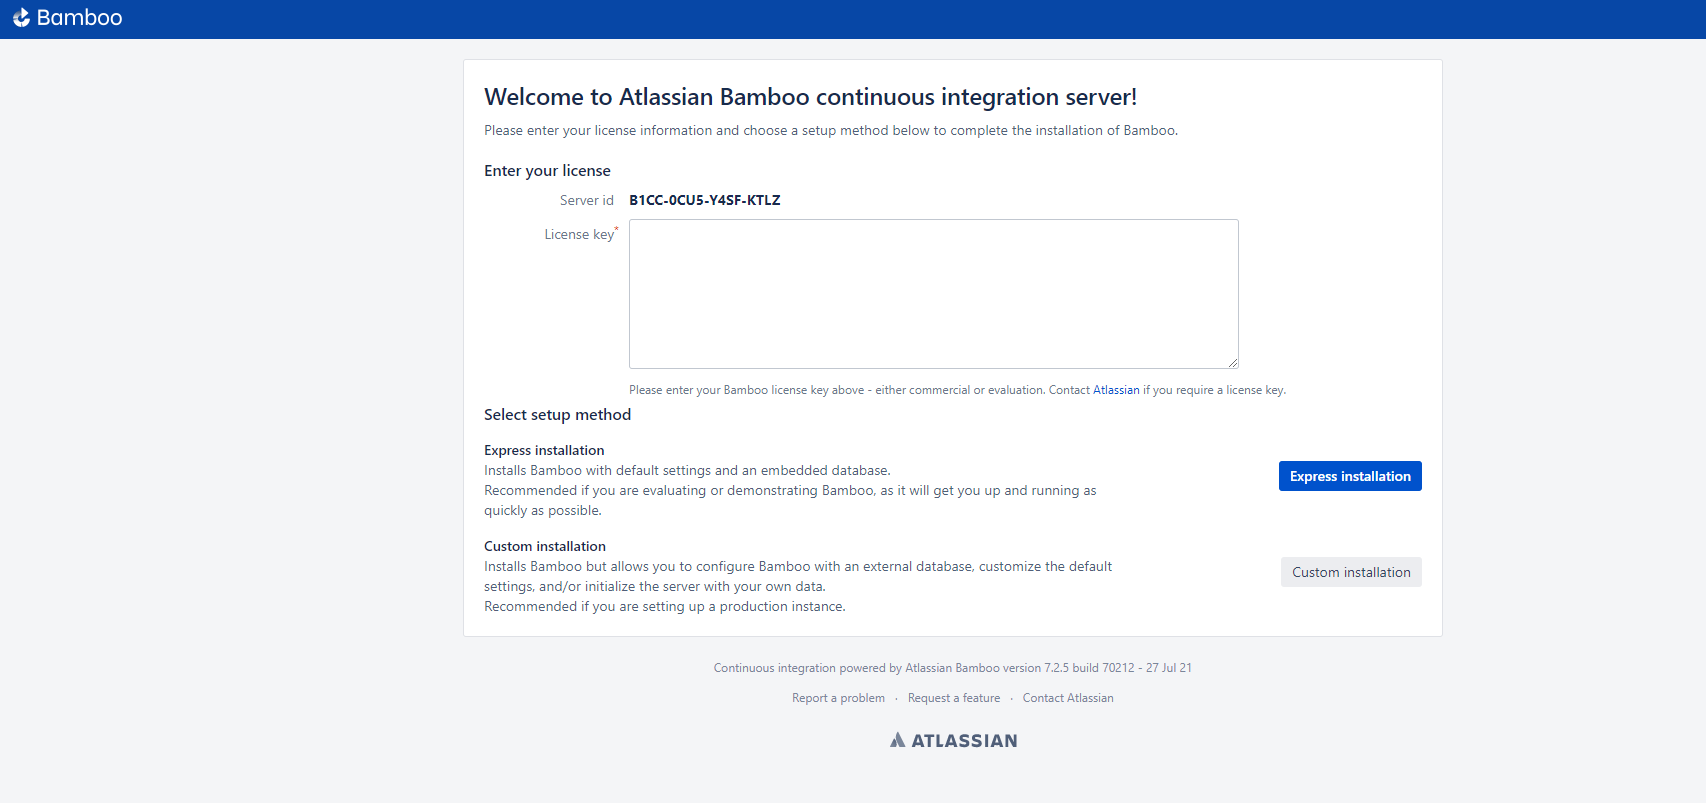 Bamboo
Welcome to Atlassian Bamboo continuous integration server!
Please enter your license information and choose a setup method below to complete the installation of Bamboo.
Enter your license
Server id B1CC-0CU5-Y4SF-KTLZ
License key*
Please enter your Bamboo license key above - either commercial or evaluation. Contact Atlassian if you require a license key.
Select setup method
Express installation
Installs Bamboo with default settings and an embedded database.
Recommended if you are evaluating or demonstrating Bamboo, as it will get you up and running as
quickly as possible.
Express installation
Custom installation
Installs Bamboo but allows you to configure Bamboo with an external database, customize the default
settings, and/or initialize the server with your own data.
Recommended if you are setting up a production instance.
Custom installation
Continuous integration powered by Atlassian Bamboo version 7.2.5 build 70212 - 27 Jul 21
Report a problem · Request a feature · Contact Atlassian
ATLASSIAN